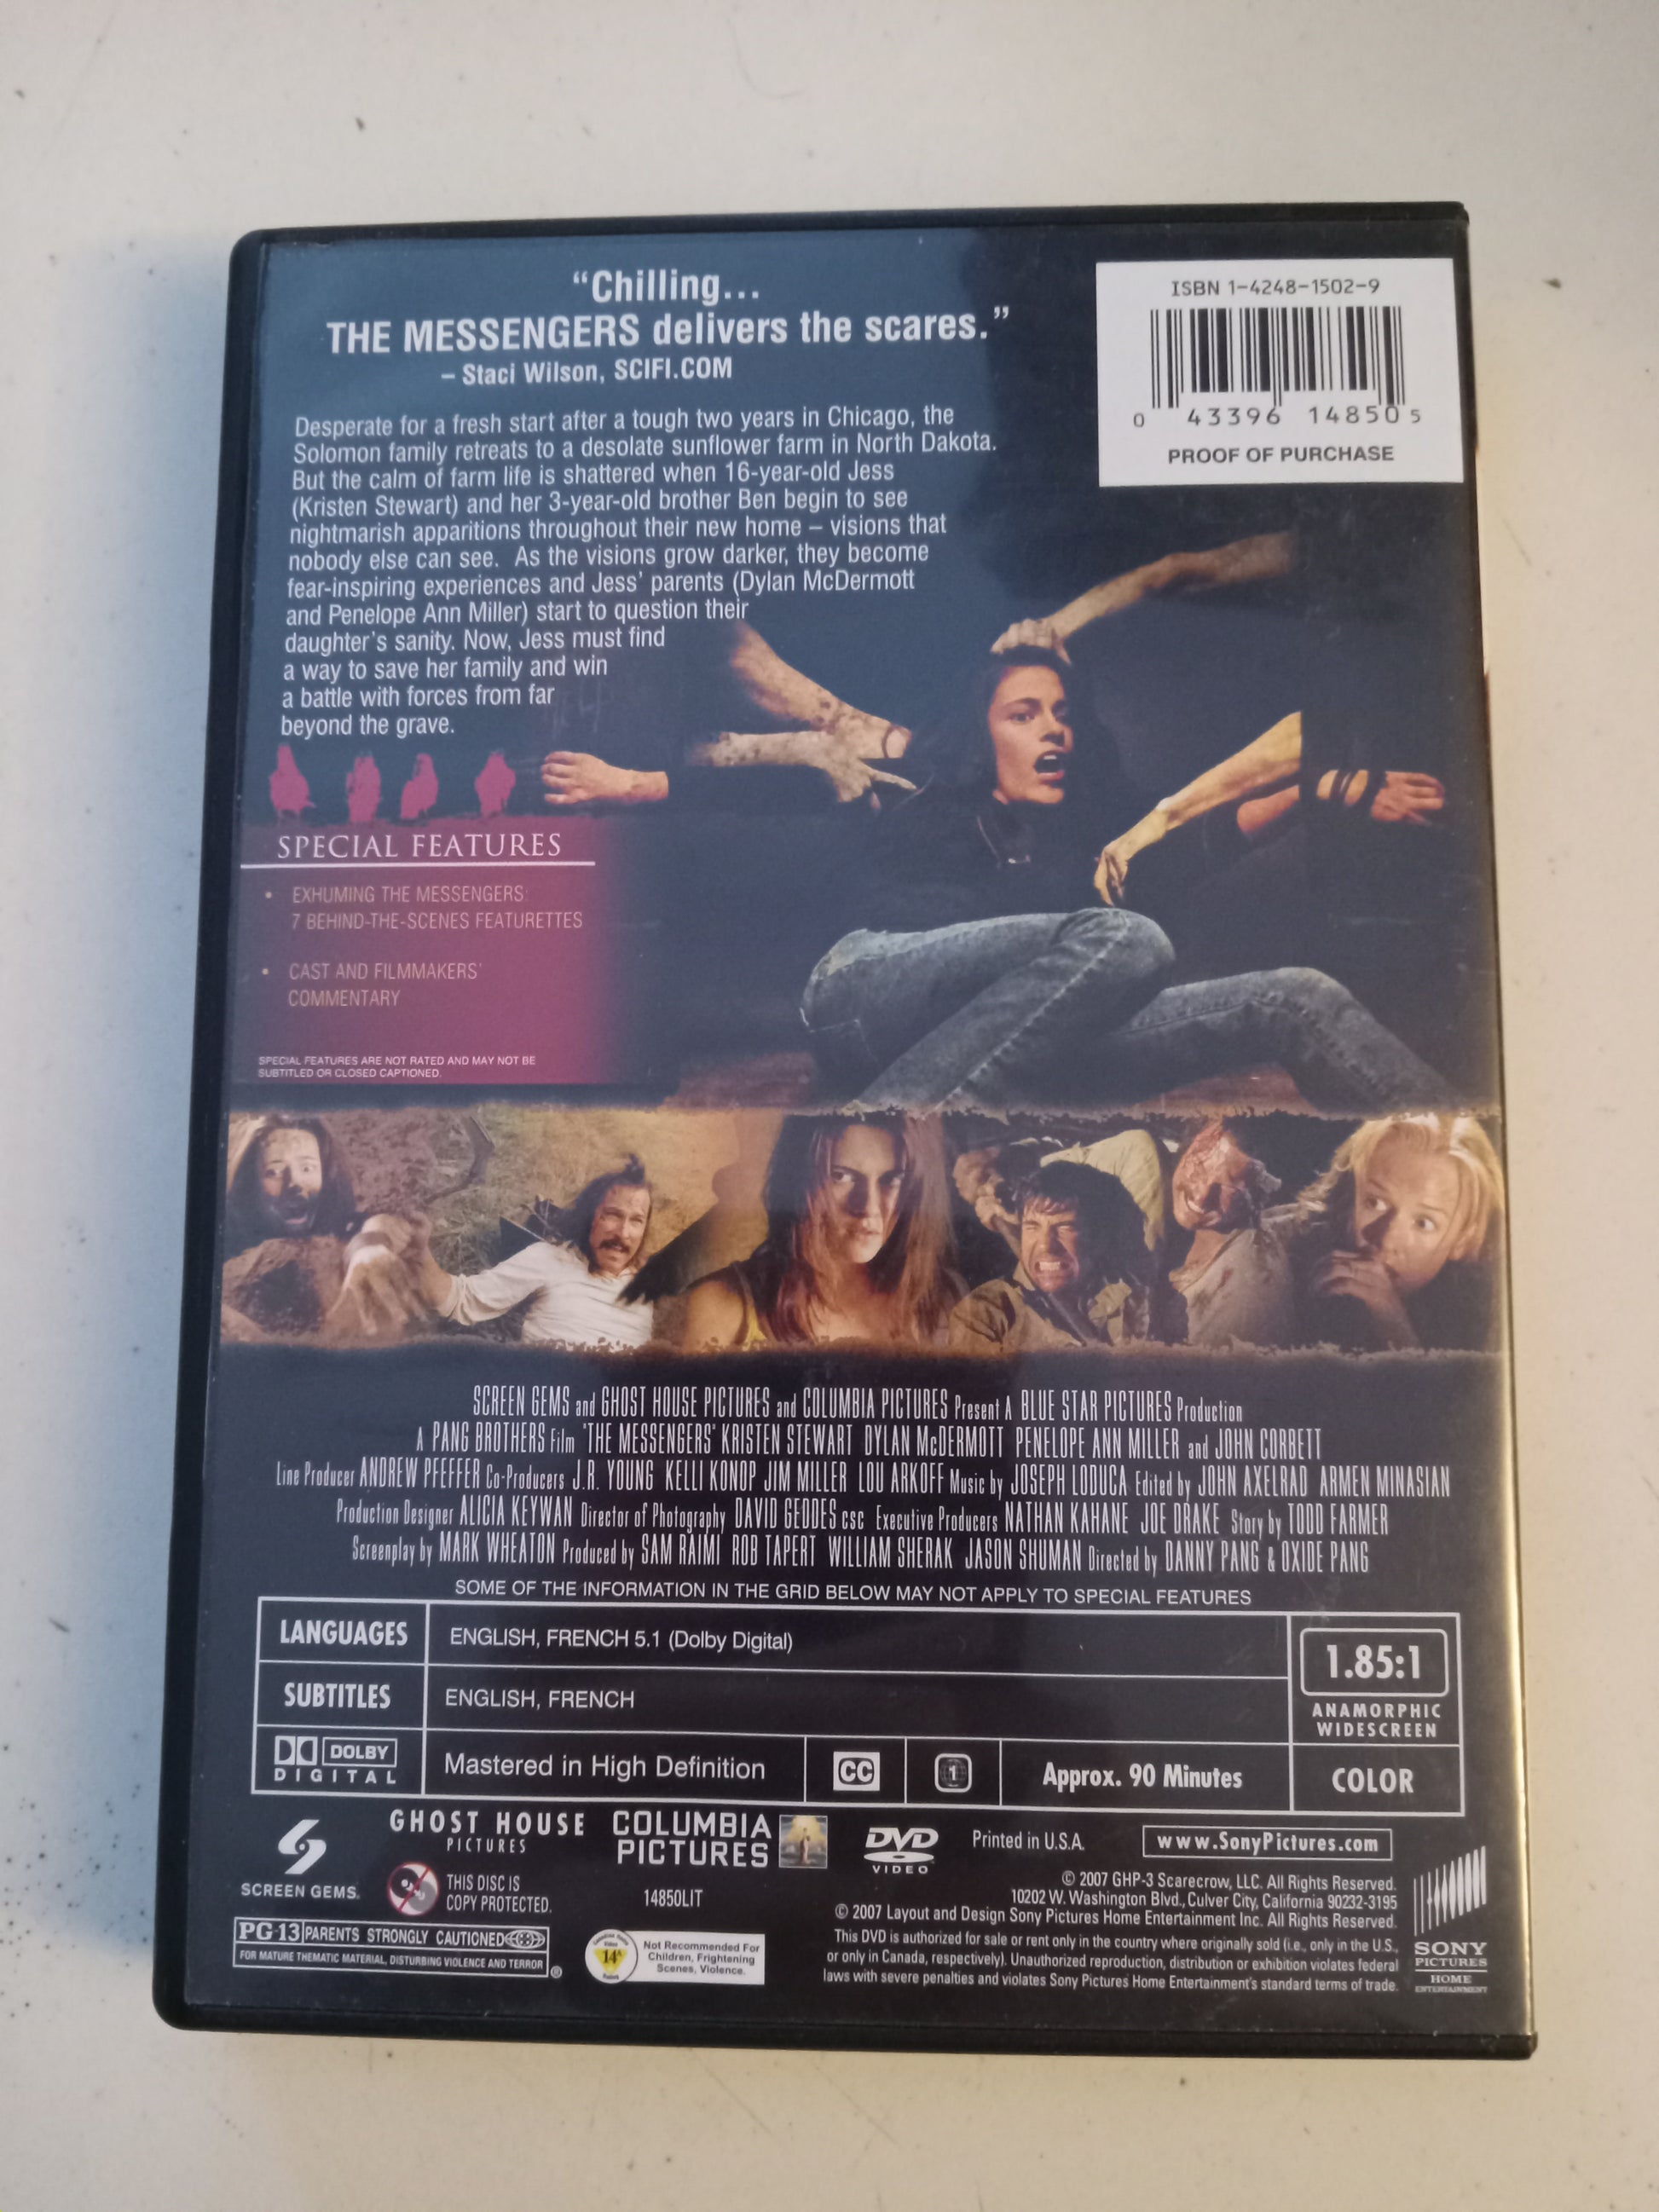 “Chilling...
THE MESSENGERS delivers the scares.”
– Staci Wilson, SCIFI.COM
ISBN 1-4248-1502-9
0 43396 14850 5
PROOF OF PURCHASE
Desperate for a fresh start after a tough two years in Chicago, the
Solomon family retreats to a desolate sunflower farm in North Dakota.
But the calm of farm life is shattered when 16-year-old Jess
(Kristen Stewart) and her 3-year-old brother Ben begin to see
nightmarish apparitions throughout their new home – visions that
nobody else can see. As the visions grow darker, they become
fear-inspiring experiences and Jess’ parents (Dylan McDermott
and Penelope Ann Miller) start to question their
daughter’s sanity. Now, Jess must find
a way to save her family and win
a battle with forces from far
beyond the grave.
SPECIAL FEATURES
• EXHUMING THE MESSENGERS:
7 BEHIND-THE-SCENES FEATURETTES
• CAST AND FILMMAKERS’
COMMENTARY
SPECIAL FEATURES ARE NOT RATED AND MAY NOT BE
SUBTITLED OR CLOSED CAPTIONED.
SCREEN GEMS and GHOST HOUSE PICTURES and COLUMBIA PICTURES Present A BLUE STAR PICTURES Production
A PANG BROTHERS Film "THE MESSENGERS" KRISTEN STEWART DYLAN McDERMOTT PENELOPE ANN MILLER and JOHN CORBETT
Line Producer ANDREW PFEFFER Co-Producers J.R. YOUNG KELLI KONOP JIM MILLER LOU ARKOFF Music by JOSEPH LODUCA Edited by JOHN AXELRAD ARMEN MINASIAN
Production Designer ALICIA KEYWAN Director of Photography DAVID GEDDES csc Executive Producers NATHAN KAHANE JOE DRAKE Story by TODD FARMER
Screenplay by MARK WHEATON Produced by SAM RAIMI ROB TAPERT WILLIAM SHERAK JASON SHUMAN Directed by DANNY PANG & OXIDE PANG
SOME OF THE INFORMATION IN THE GRID BELOW MAY NOT APPLY TO SPECIAL FEATURES
LANGUAGES ENGLISH, FRENCH 5.1 (Dolby Digital)
SUBTITLES ENGLISH, FRENCH
1.85:1
ANAMORPHIC
WIDESCREEN
DOLBY
DIGITAL
Mastered in High Definition CC 1 Approx. 90 Minutes COLOR
SCREEN GEMS®
GHOST HOUSE
PICTURES
COLUMBIA
PICTURES
DVD
VIDEO
Printed in U.S.A.
www.SonyPictures.com
THIS DISC IS
COPY PROTECTED.
14850LIT
© 2007 GHP-3 Scarecrow, LLC. All Rights Reserved.
10202 W. Washington Blvd., Culver City, California 90232-3195
© 2007 Layout and Design Sony Pictures Home Entertainment Inc. All Rights Reserved.
This DVD is authorized for sale or rent only in the country where originally sold (i.e., only in the U.S.,
or only in Canada, respectively). Unauthorized reproduction, distribution or exhibition violates federal
laws with severe penalties and violates Sony Pictures Home Entertainment’s standard terms of trade.
PG-13 PARENTS STRONGLY CAUTIONED
FOR MATURE THEMATIC MATERIAL, DISTURBING VIOLENCE AND TERROR ®
14A
Not Recommended For
Children, Frightening
Scenes, Violence.
SONY
PICTURES
HOME
ENTERTAINMENT